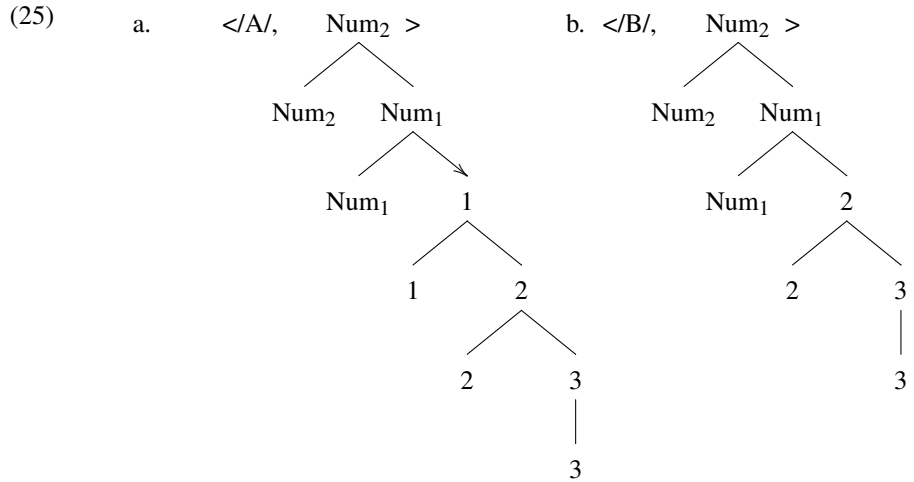 (25) a. </A/, Num₂ > b. </B/, Num₂ >
Num₂ Num₁ Num₂ Num₁
Num₁ 1 Num₁ 2
1 2 2 3
2 3 3
3